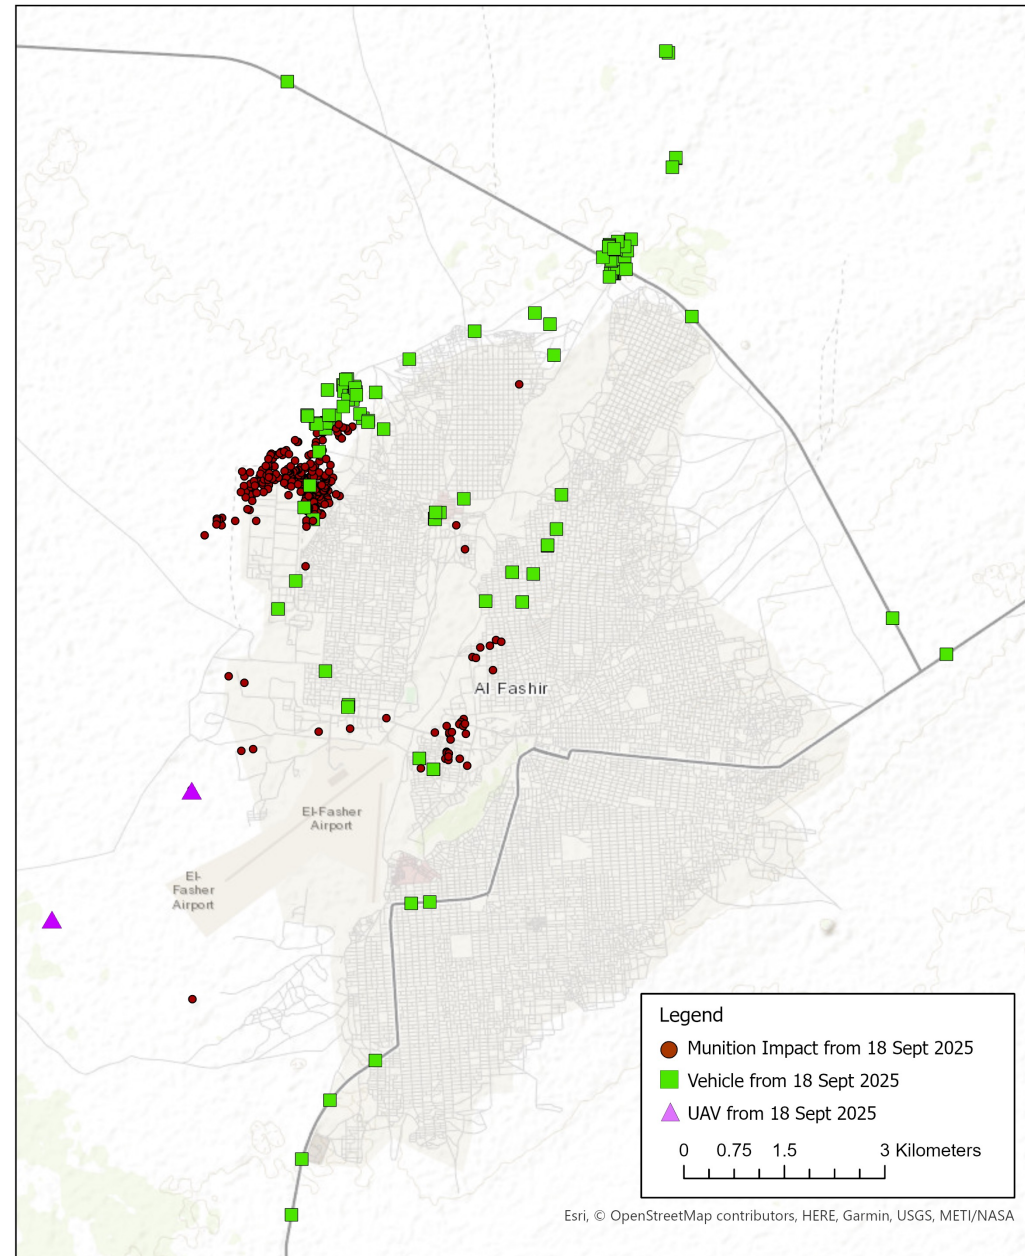 Al Fashir
El-Fasher
Airport
El-
Fasher
Airport
Legend
Munition Impact from 18 Sept 2025
Vehicle from 18 Sept 2025
UAV from 18 Sept 2025
0 0.75 1.5 3 Kilometers
Esri, © OpenStreetMap contributors, HERE, Garmin, USGS, METI/NASA